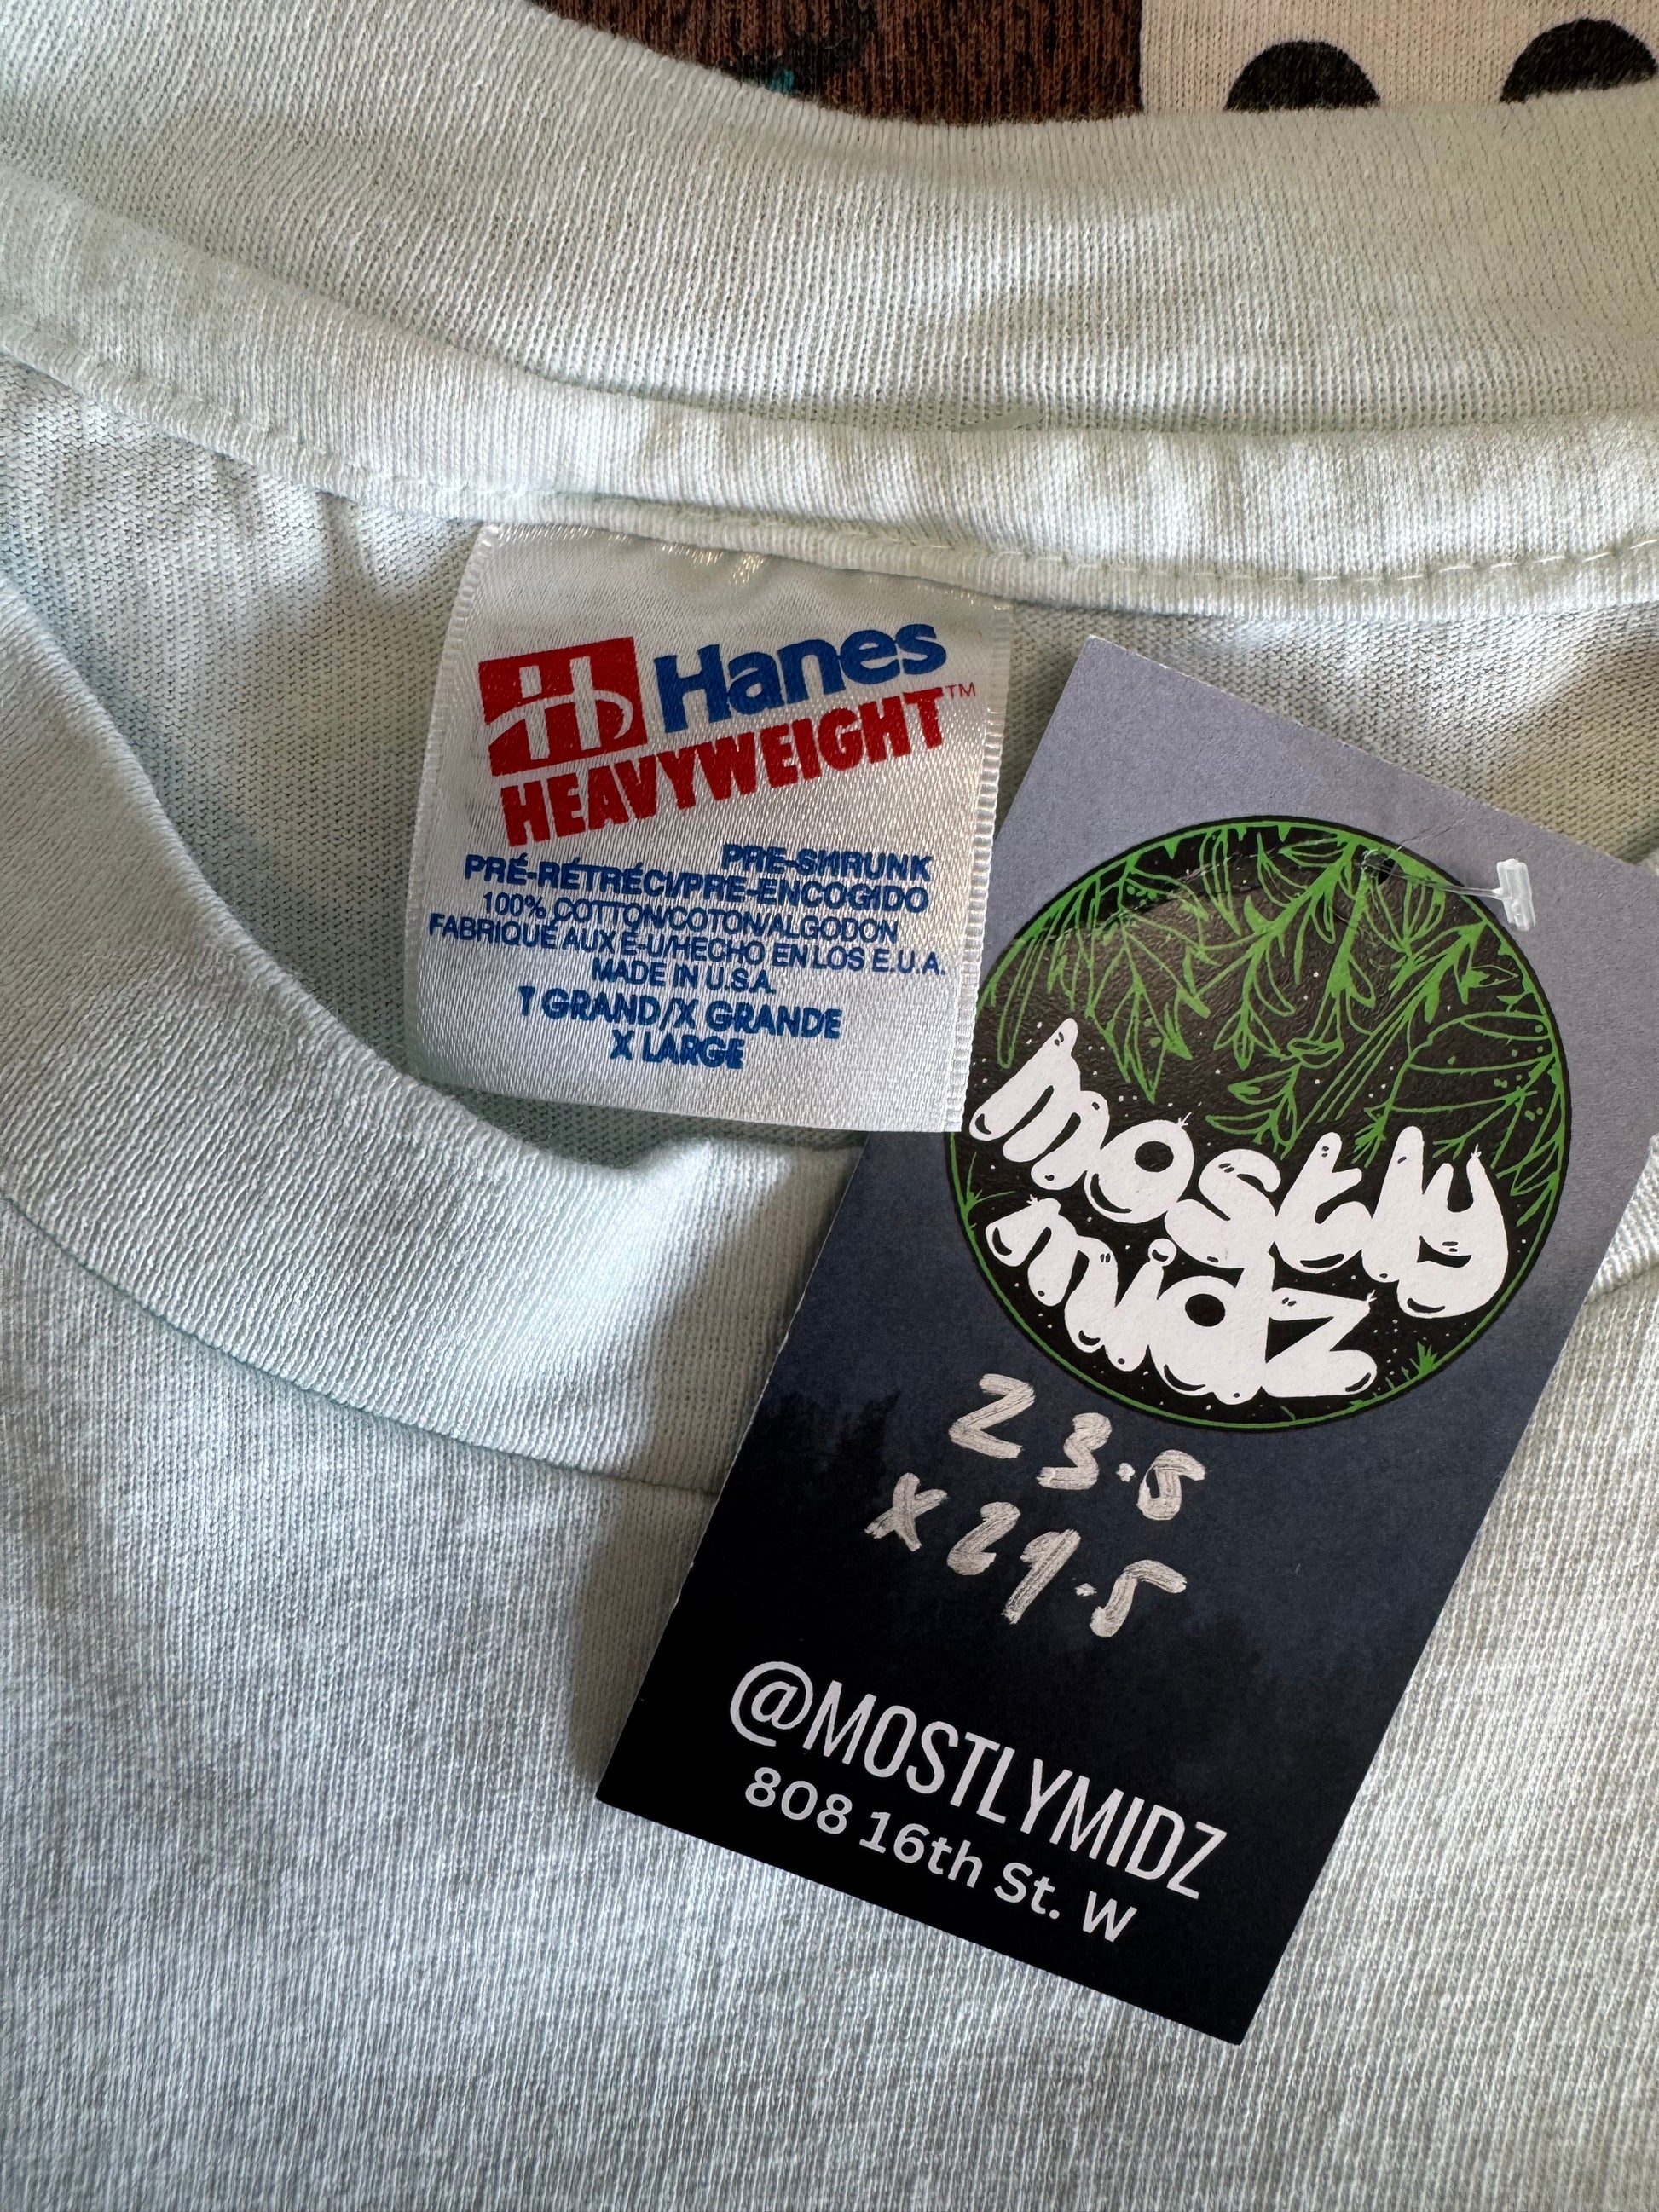 Hanes
HEAVYWEIGHT™
PRE-SHRUNK
PRÉ-RÉTRÉCI/PRE-ENCOGIDO
100% COTTON/COTON/ALGODON
FABRIQUÉ AUX É-U/HECHO EN LOS E.U.A.
MADE IN U.S.A.
T GRAND/X GRANDE
X LARGE
mostly
midz
23.5
x29.5
@MOSTLYMIDZ
808 16th St. W